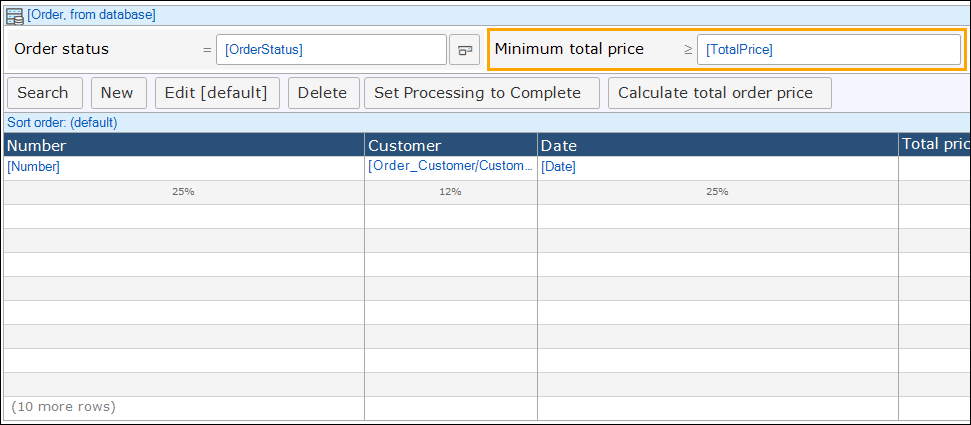 [Order, from database]
Order status = [OrderStatus] Minimum total price ≥ [TotalPrice]
Search New Edit [default] Delete Set Processing to Complete Calculate total order price
Sort order: (default)
Number Customer Date Total pric
[Number] [Order_Customer/Custom... [Date]
25% 12% 25%
(10 more rows)